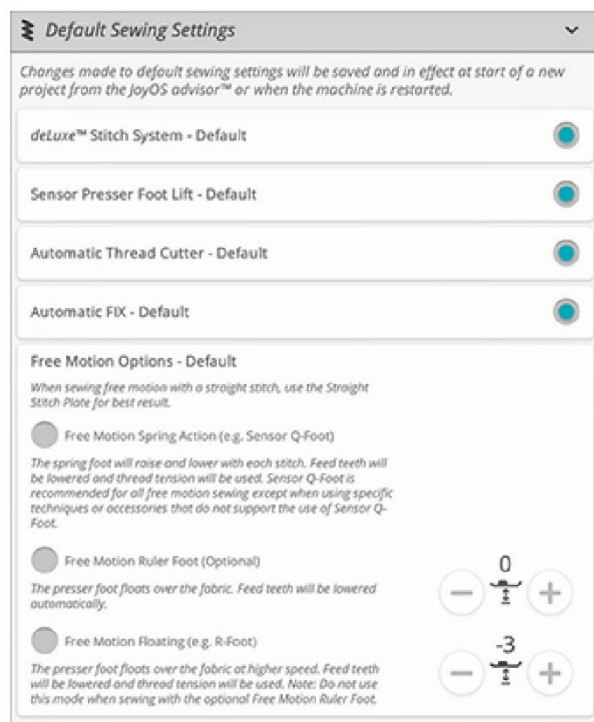 Default Sewing Settings
Changes made to default sewing settings will be saved and in effect at start of a new
project from the JoyOS advisor™ or when the machine is restarted.
deLuxe™ Stitch System - Default
Sensor Presser Foot Lift - Default
Automatic Thread Cutter - Default
Automatic FIX - Default
Free Motion Options - Default
When sewing free motion with a straight stitch, use the Straight
Stitch Plate for best result.
Free Motion Spring Action (e.g. Sensor Q-Foot)
The spring foot will raise and lower with each stitch. Feed teeth will
be lowered and thread tension will be used. Sensor Q-Foot is
recommended for all free motion sewing except when using specific
techniques or accessories that do not support the use of Sensor Q-
Foot.
Free Motion Ruler Foot (Optional)
0
The presser foot floats over the fabric. Feed teeth will be lowered
automatically.
Free Motion Floating (e.g. R-Foot)
-3
The presser foot floats over the fabric at higher speed. Feed teeth
will be lowered and thread tension will be used. Note: Do not use
this mode when sewing with the optional Free Motion Ruler Foot.